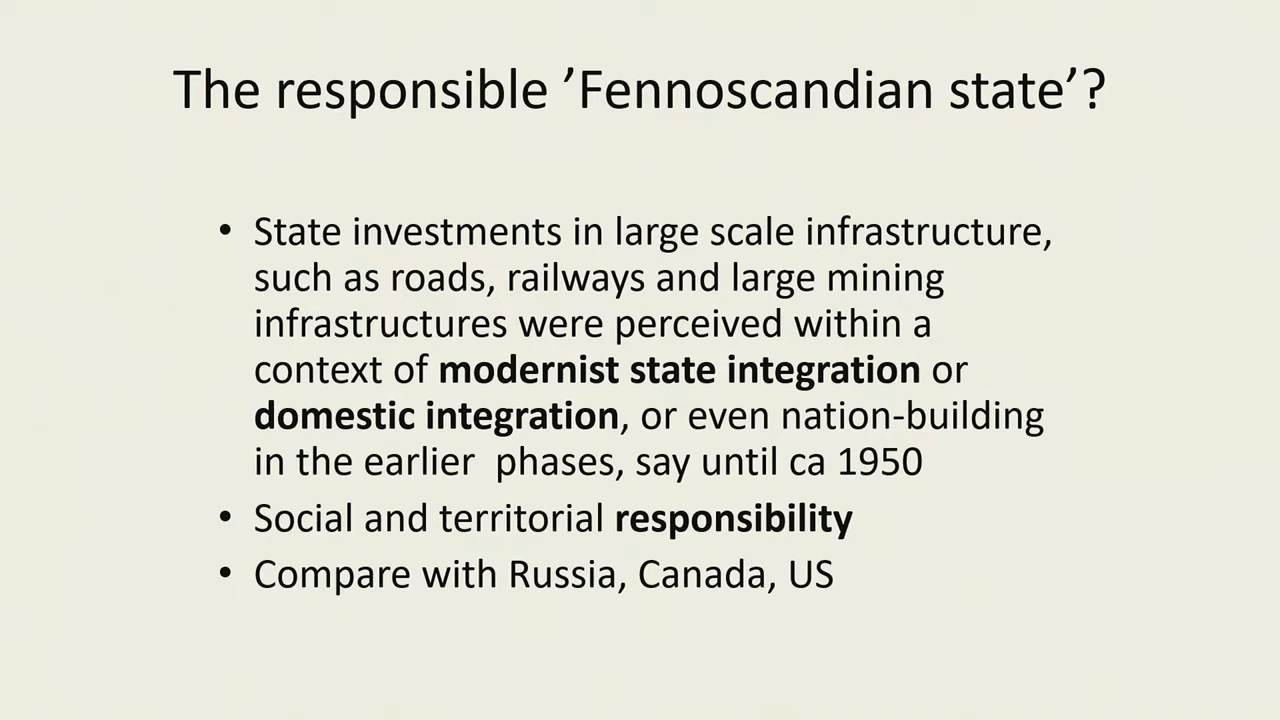 The responsible ’Fennoscandian state’?
• State investments in large scale infrastructure,
such as roads, railways and large mining
infrastructures were perceived within a
context of modernist state integration or
domestic integration, or even nation-building
in the earlier  phases, say until ca 1950
• Social and territorial responsibility
• Compare with Russia, Canada, US